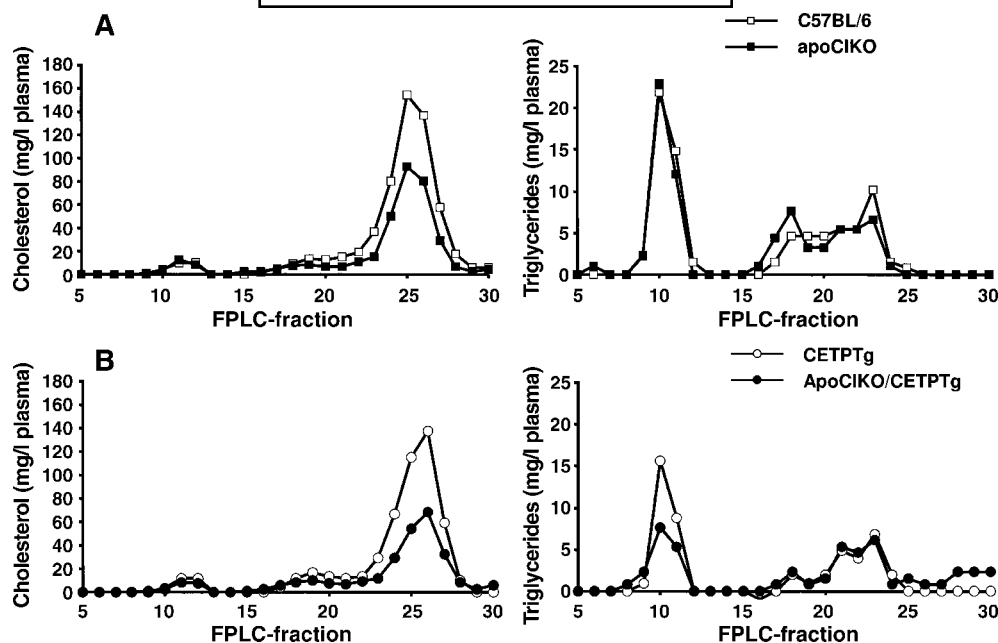 A
C57BL/6
apoCIKO
Cholesterol (mg/l plasma)
180
160
140
120
100
80
60
40
20
0
5 10 15 20 25 30
FPLC-fraction
Triglycerides (mg/l plasma)
25
20
15
10
5
0
5 10 15 20 25 30
FPLC-fraction
B
CETPTg
ApoCIKO/CETPTg
Cholesterol (mg/l plasma)
180
160
140
120
100
80
60
40
20
0
5 10 15 20 25 30
FPLC-fraction
Triglycerides (mg/l plasma)
25
20
15
10
5
0
5 10 15 20 25 30
FPLC-fraction